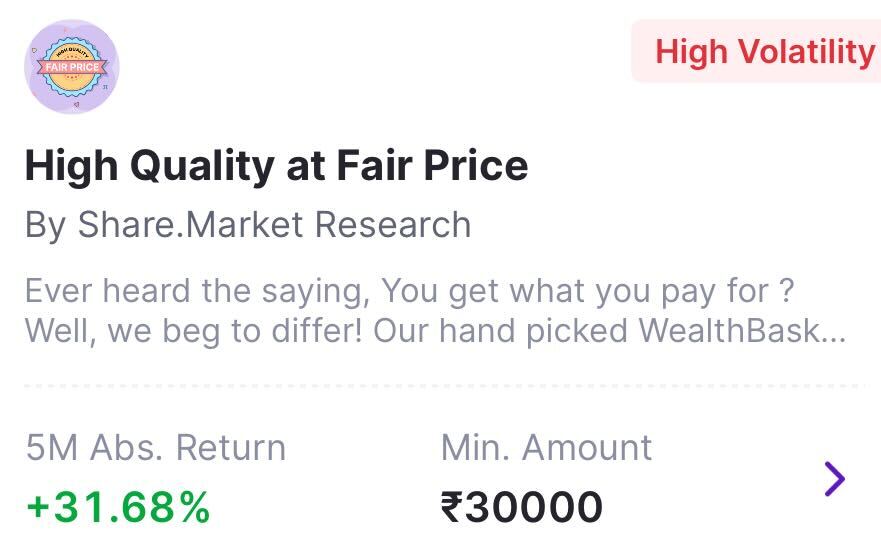 HIGH QUALITY
FAIR PRICE
High Volatility
High Quality at Fair Price
By Share.Market Research
Ever heard the saying, You get what you pay for ?
Well, we beg to differ! Our hand picked WealthBask...
5M Abs. Return
Min. Amount
+31.68%
₹30000